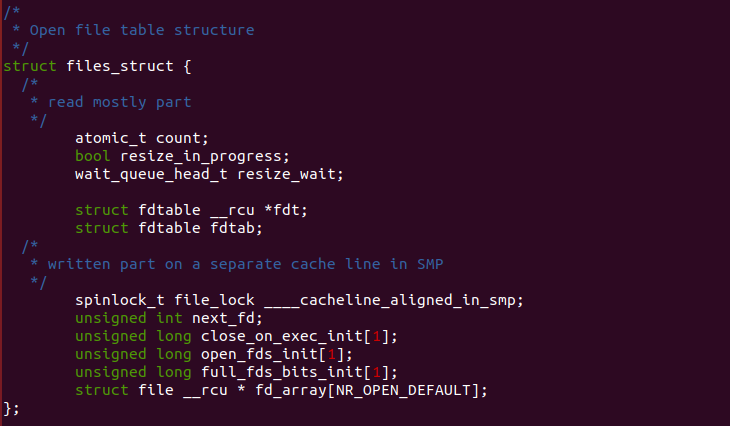 /*
 * Open file table structure
 */
struct files_struct {
  /*
   * read mostly part
   */
        atomic_t count;
        bool resize_in_progress;
        wait_queue_head_t resize_wait;

        struct fdtable __rcu *fdt;
        struct fdtable fdtab;
  /*
   * written part on a separate cache line in SMP
   */
        spinlock_t file_lock ____cacheline_aligned_in_smp;
        unsigned int next_fd;
        unsigned long close_on_exec_init[1];
        unsigned long open_fds_init[1];
        unsigned long full_fds_bits_init[1];
        struct file __rcu * fd_array[NR_OPEN_DEFAULT];
};